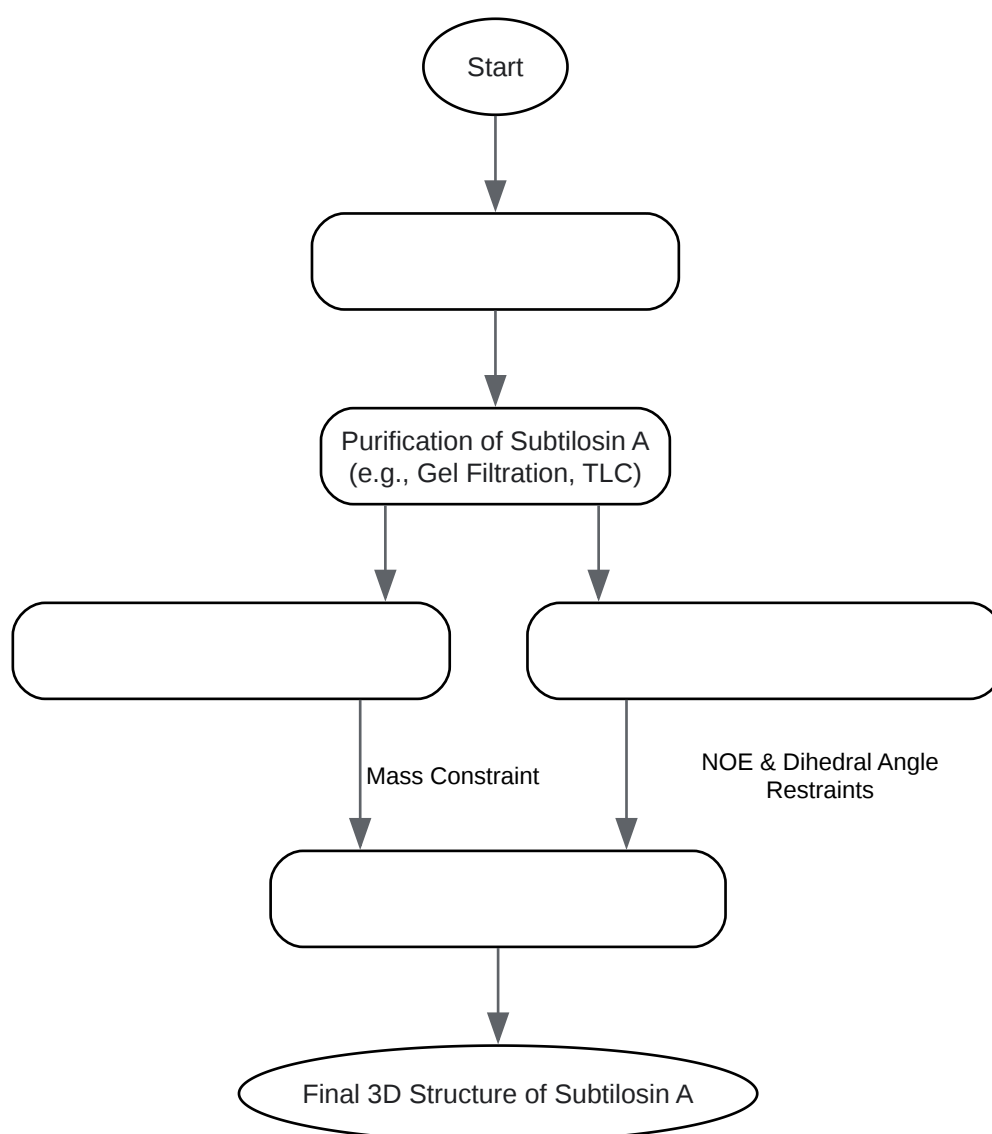 Start
Purification of Subtilosin A
(e.g., Gel Filtration, TLC)
Mass Constraint
NOE & Dihedral Angle
Restraints
Final 3D Structure of Subtilosin A